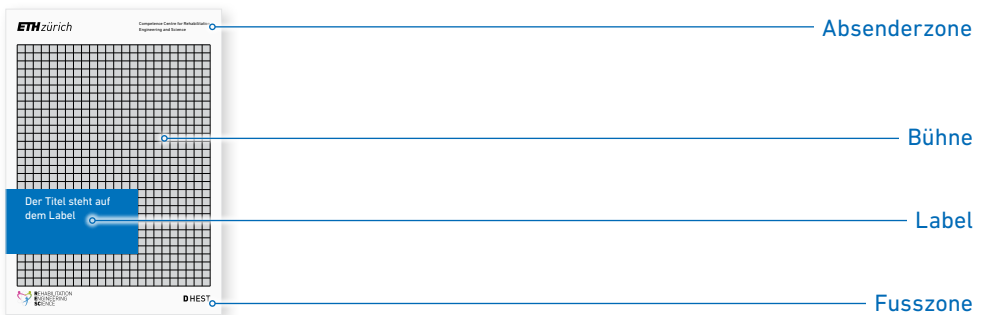 ETH zürich
Competence Centre for Rehabilitation
Engineering and Science
Absenderzone
Bühne
Der Titel steht auf
dem Label
Label
REHABILITATION
ENGINEERING
SCIENCE
D HEST
Fusszone